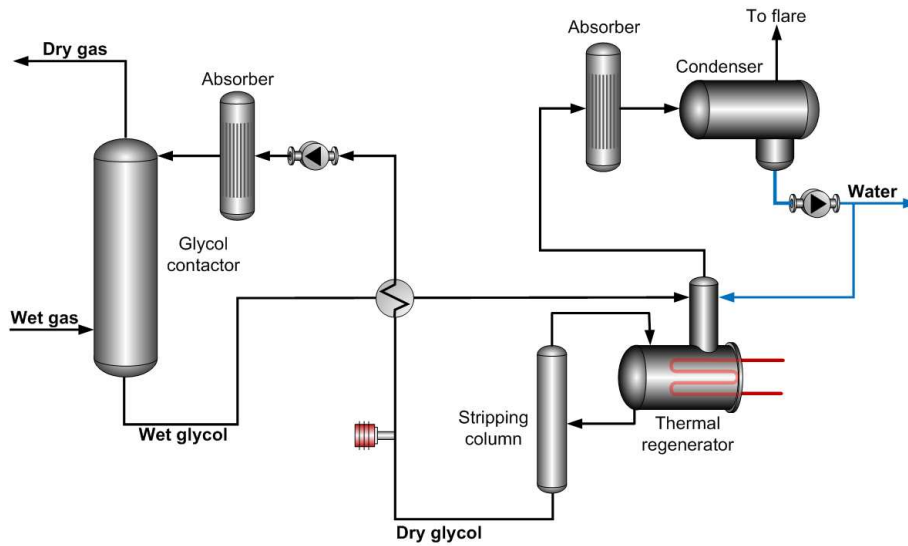 To flare
Dry gas
Absorber
Condenser
Absorber
Water
Glycol
contactor
Wet gas
Wet glycol
Stripping
column
Thermal
regenerator
Dry glycol